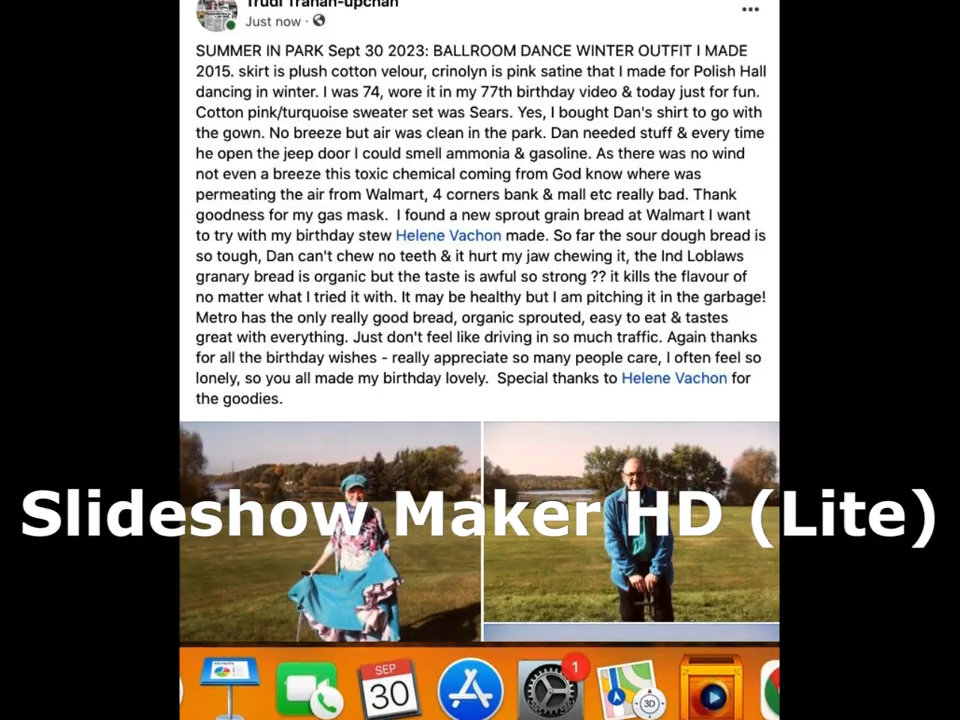 Trudi Trahan-upchan
Just now ·
SUMMER IN PARK Sept 30 2023: BALLROOM DANCE WINTER OUTFIT I MADE
2015. skirt is plush cotton velour, crinolyn is pink satine that I made for Polish Hall
dancing in winter. I was 74, wore it in my 77th birthday video & today just for fun.
Cotton pink/turquoise sweater set was Sears. Yes, I bought Dan's shirt to go with
the gown. No breeze but air was clean in the park. Dan needed stuff & every time
he open the jeep door I could smell ammonia & gasoline. As there was no wind
not even a breeze this toxic chemical coming from God know where was
permeating the air from Walmart, 4 corners bank & mall etc really bad. Thank
goodness for my gas mask.  I found a new sprout grain bread at Walmart I want
to try with my birthday stew Helene Vachon made. So far the sour dough bread is
so tough, Dan can't chew no teeth & it hurt my jaw chewing it, the Ind Loblaws
granary bread is organic but the taste is awful so strong ?? it kills the flavour of
no matter what I tried it with. It may be healthy but I am pitching it in the garbage!
Metro has the only really good bread, organic sprouted, easy to eat & tastes
great with everything. Just don't feel like driving in so much traffic. Again thanks
for all the birthday wishes - really appreciate so many people care, I often feel so
lonely, so you all made my birthday lovely.  Special thanks to Helene Vachon for
the goodies.
Slideshow Maker HD (Lite)
SEP
30
1
3D